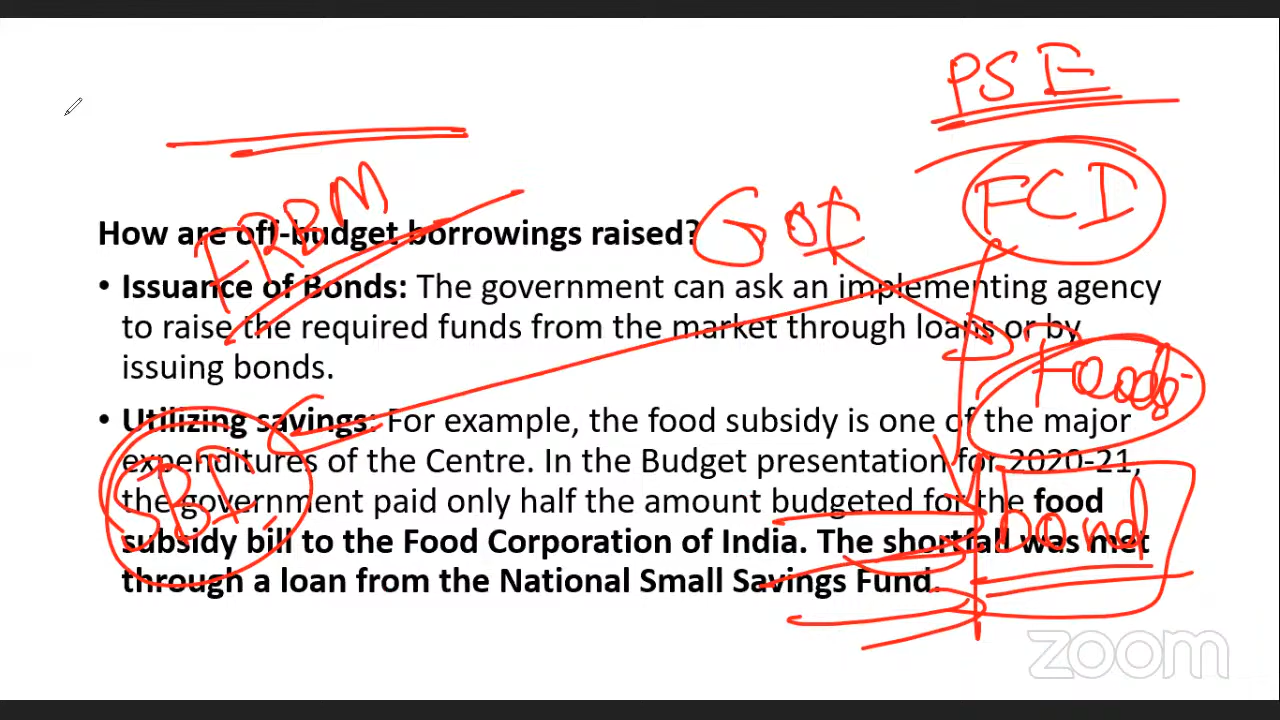 PSE
FCI
FRBM
Got
How are off-budget borrowings raised?
• Issuance of Bonds: The government can ask an implementing agency
to raise the required funds from the market through loans or by
issuing bonds.
Foods
• Utilizing savings: For example, the food subsidy is one of the major
expenditures of the Centre. In the Budget presentation for 2020-21,
the government paid only half the amount budgeted for the food
SBI
bond
subsidy bill to the Food Corporation of India. The shortfall was met
through a loan from the National Small Savings Fund.
zoom